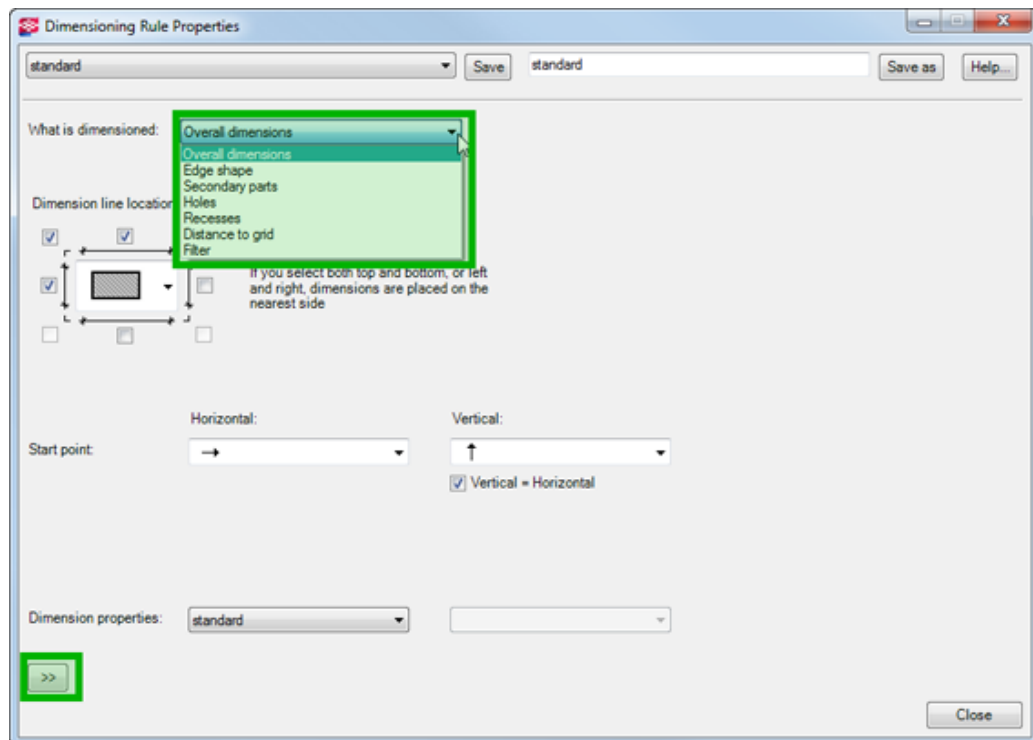 Dimensioning Rule Properties
standard Save standard Save as Help...
What is dimensioned: Overall dimensions
Overall dimensions
Edge shape
Secondary parts
Holes
Recesses
Distance to grid
Filter
Dimension line location
If you select both top and bottom, or left
and right, dimensions are placed on the
nearest side
Horizontal: Vertical:
Start point:
Vertical = Horizontal
Dimension properties: standard
>>
Close